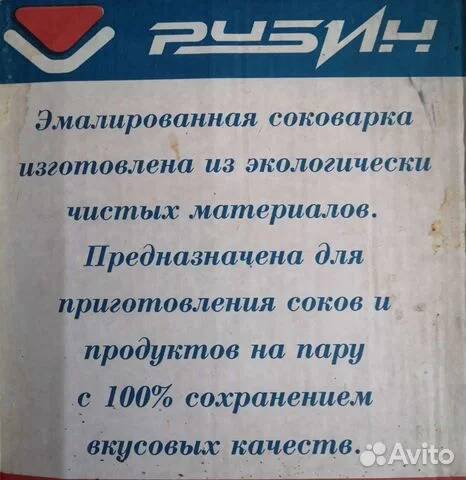 РУБИН
Эмалированная соковарка
изготовлена из экологически
чистых материалов.
Предназначена для
приготовления соков и
продуктов на пару
с 100% сохранением
вкусовых качеств.
Avito